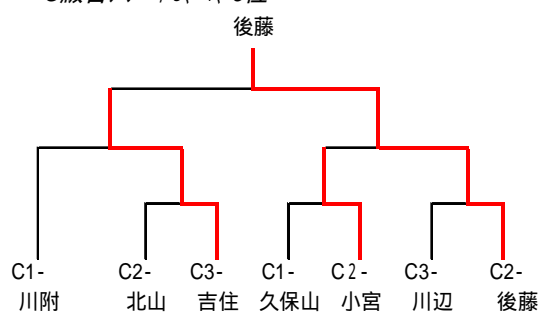 後藤
C1- C2- C3- C1- C2- C3- C2-
川附 北山 吉住 久保山 小宮 川辺 後藤